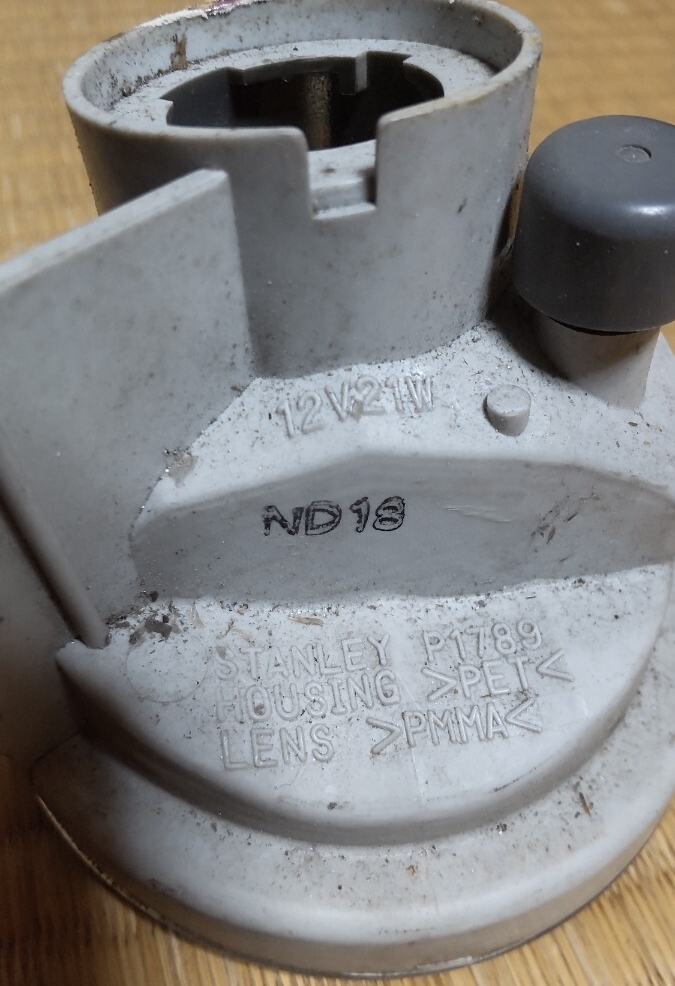 12V21W
ND18
STANLEY P1789
HOUSING >PET<
LENS >PMMA<